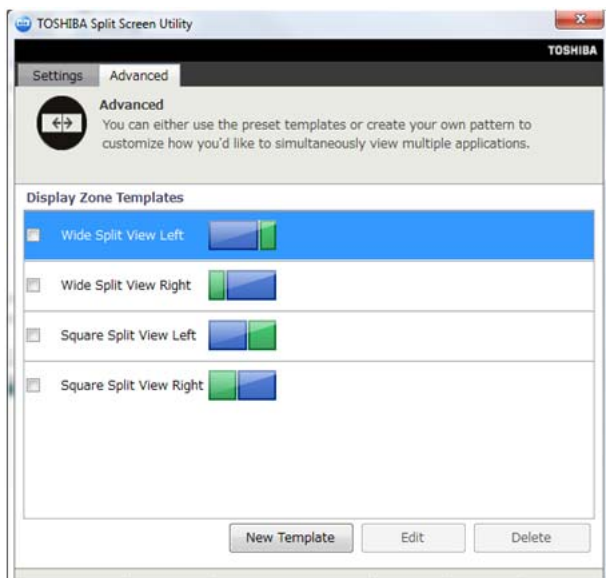 TOSHIBA Split Screen Utility
TOSHIBA
Settings Advanced
Advanced
You can either use the preset templates or create your own pattern to
customize how you'd like to simultaneously view multiple applications.
Display Zone Templates
Wide Split View Left
Wide Split View Right
Square Split View Left
Square Split View Right
New Template Edit Delete